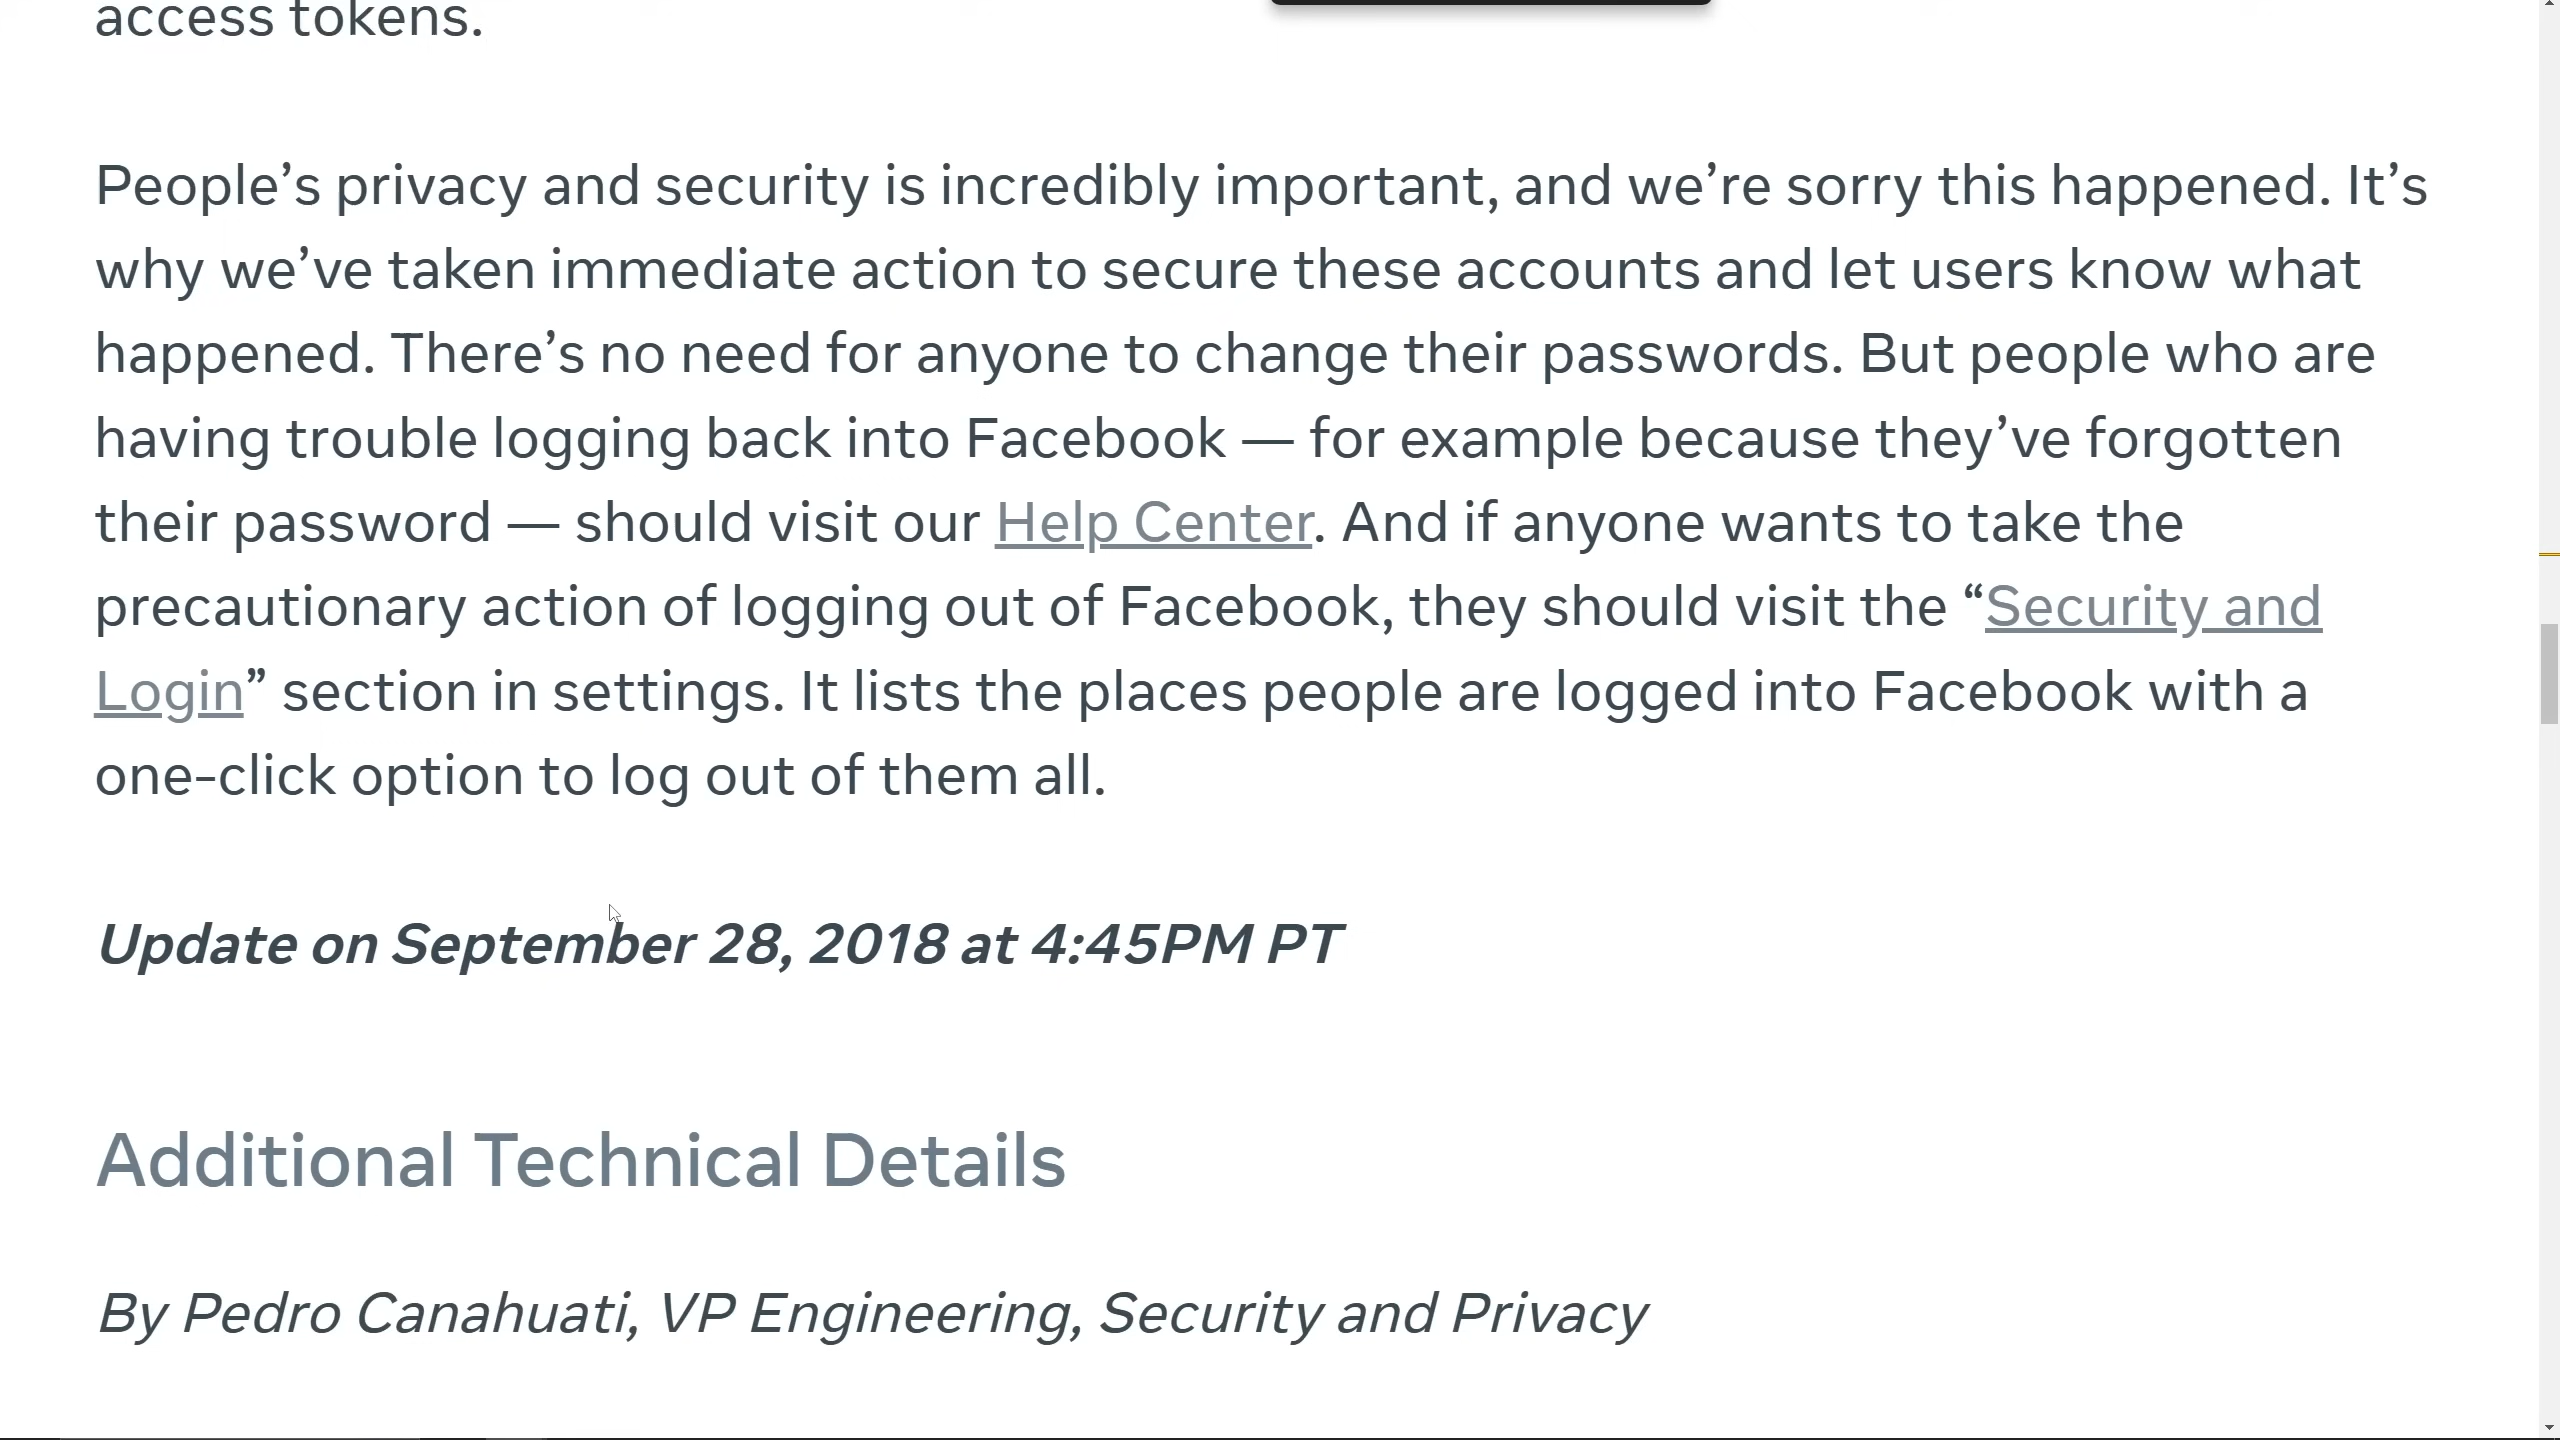 access tokens.
People’s privacy and security is incredibly important, and we’re sorry this happened. It’s
why we’ve taken immediate action to secure these accounts and let users know what
happened. There’s no need for anyone to change their passwords. But people who are
having trouble logging back into Facebook — for example because they’ve forgotten
their password — should visit our Help Center. And if anyone wants to take the
precautionary action of logging out of Facebook, they should visit the “Security and
Login” section in settings. It lists the places people are logged into Facebook with a
one-click option to log out of them all.
Update on September 28, 2018 at 4:45PM PT
Additional Technical Details
By Pedro Canahuati, VP Engineering, Security and Privacy